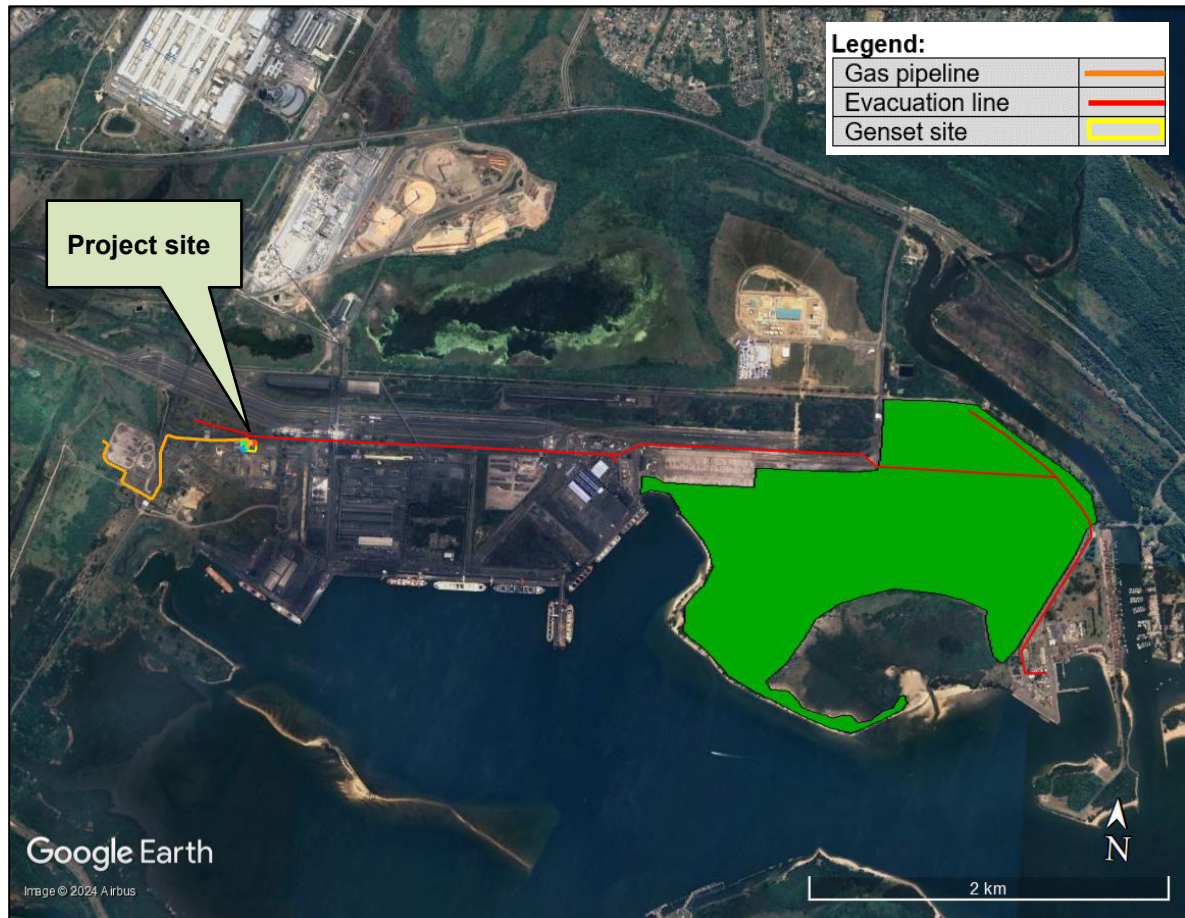 Legend:
Gas pipeline
Evacuation line
Genset site
Project site
Google Earth
Image © 2024 Airbus
N
2 km